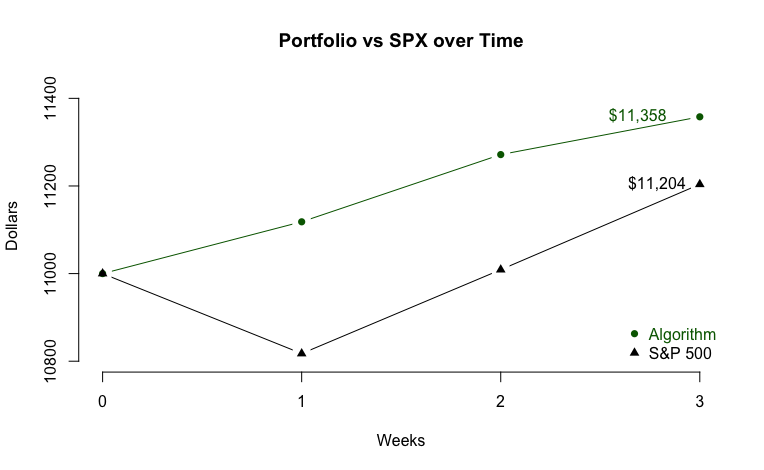 Portfolio vs SPX over Time
Dollars
11400
11200
11000
10800
$11,358
$11,204
Algorithm
S&P 500
0 1 2 3
Weeks